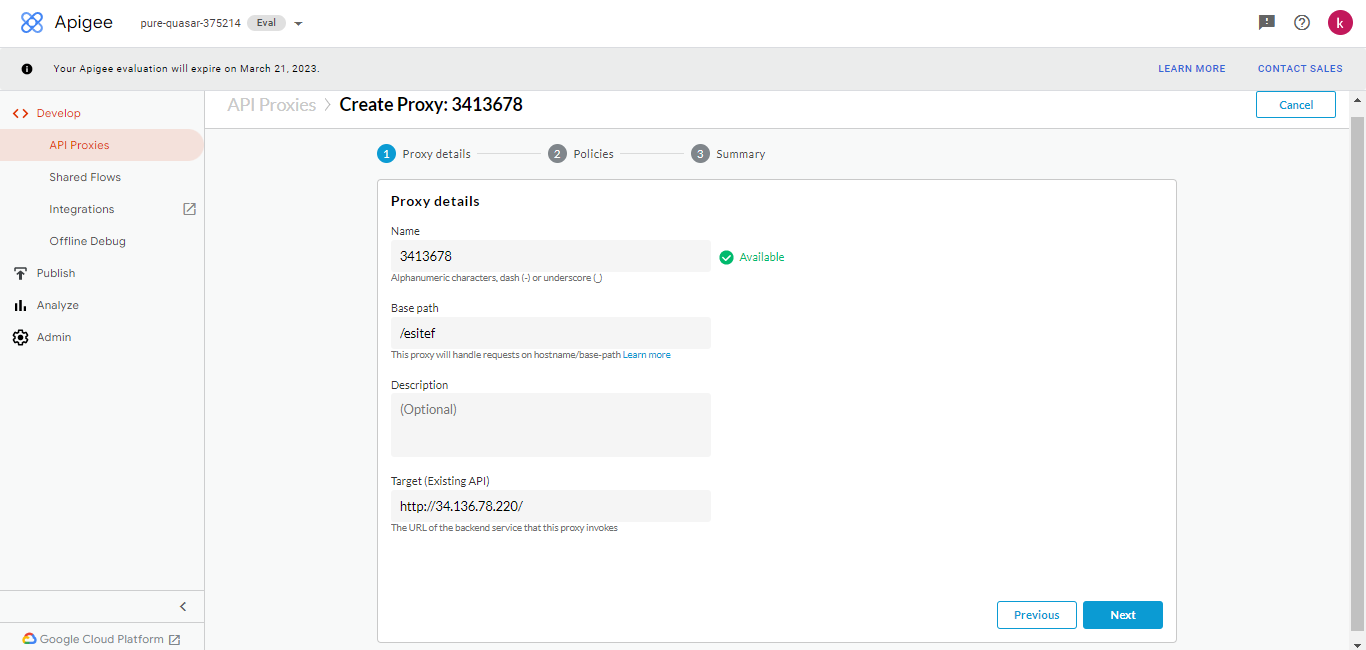 Apigee
pure-quasar-375214 Eval
k
Your Apigee evaluation will expire on March 21, 2023.
LEARN MORE
CONTACT SALES
Develop
API Proxies
Shared Flows
Integrations
Offline Debug
Publish
Analyze
Admin
Google Cloud Platform
API Proxies > Create Proxy: 3413678
Cancel
1 Proxy details
2 Policies
3 Summary
Proxy details
Name
3413678
Available
Alphanumeric characters, dash (-) or underscore (_)
Base path
/esitef
This proxy will handle requests on hostname/base-path Learn more
Description
(Optional)
Target (Existing API)
http://34.136.78.220/
The URL of the backend service that this proxy invokes
Previous
Next